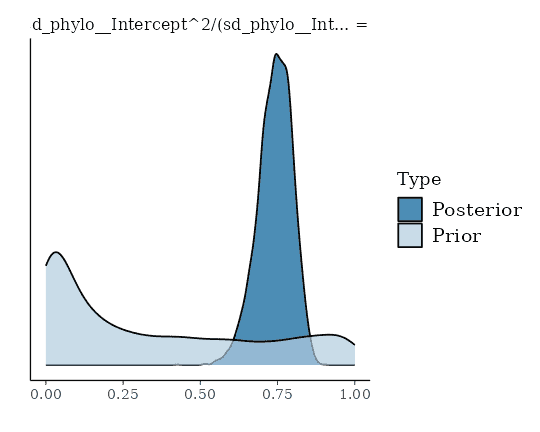 d_phylo__Intercept^2/(sd_phylo__Int... =
Type
Posterior
Prior
0.00 0.25 0.50 0.75 1.00